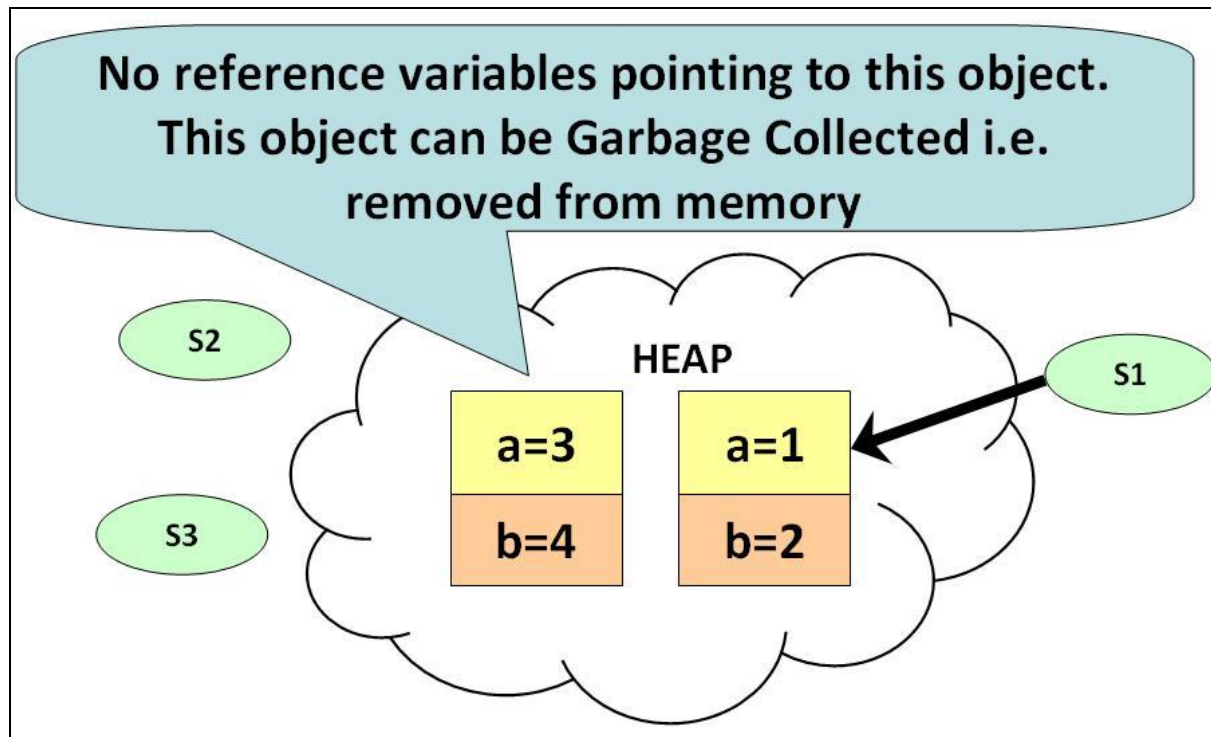 No reference variables pointing to this object.
This object can be Garbage Collected i.e.
removed from memory
S2
HEAP
S1
a=3
a=1
S3
b=4
b=2